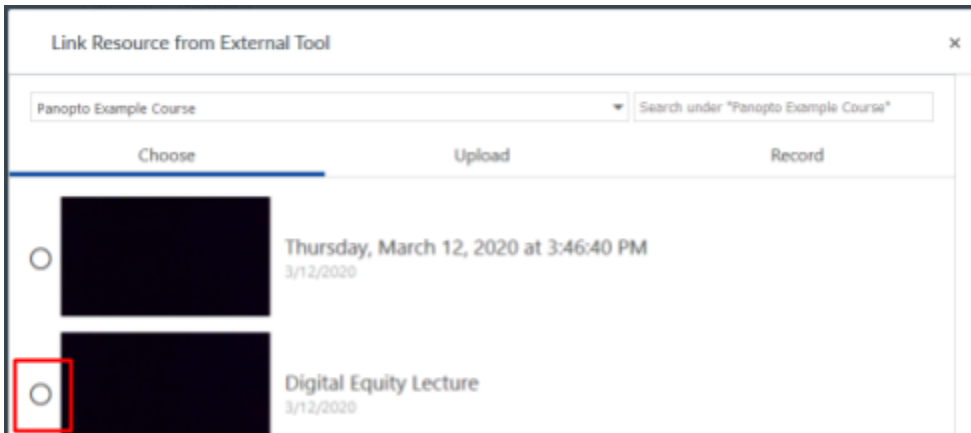 Link Resource from External Tool
×
Panopto Example Course
Search under "Panopto Example Course"
Choose
Upload
Record
Thursday, March 12, 2020 at 3:46:40 PM
3/12/2020
Digital Equity Lecture
3/12/2020